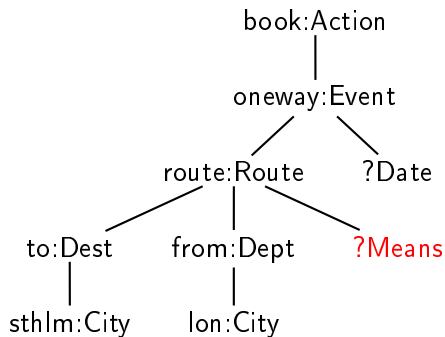 book:Action
oneway:Event
route:Route ?Date
to:Dest from:Dept ?Means
sthlm:City lon:City